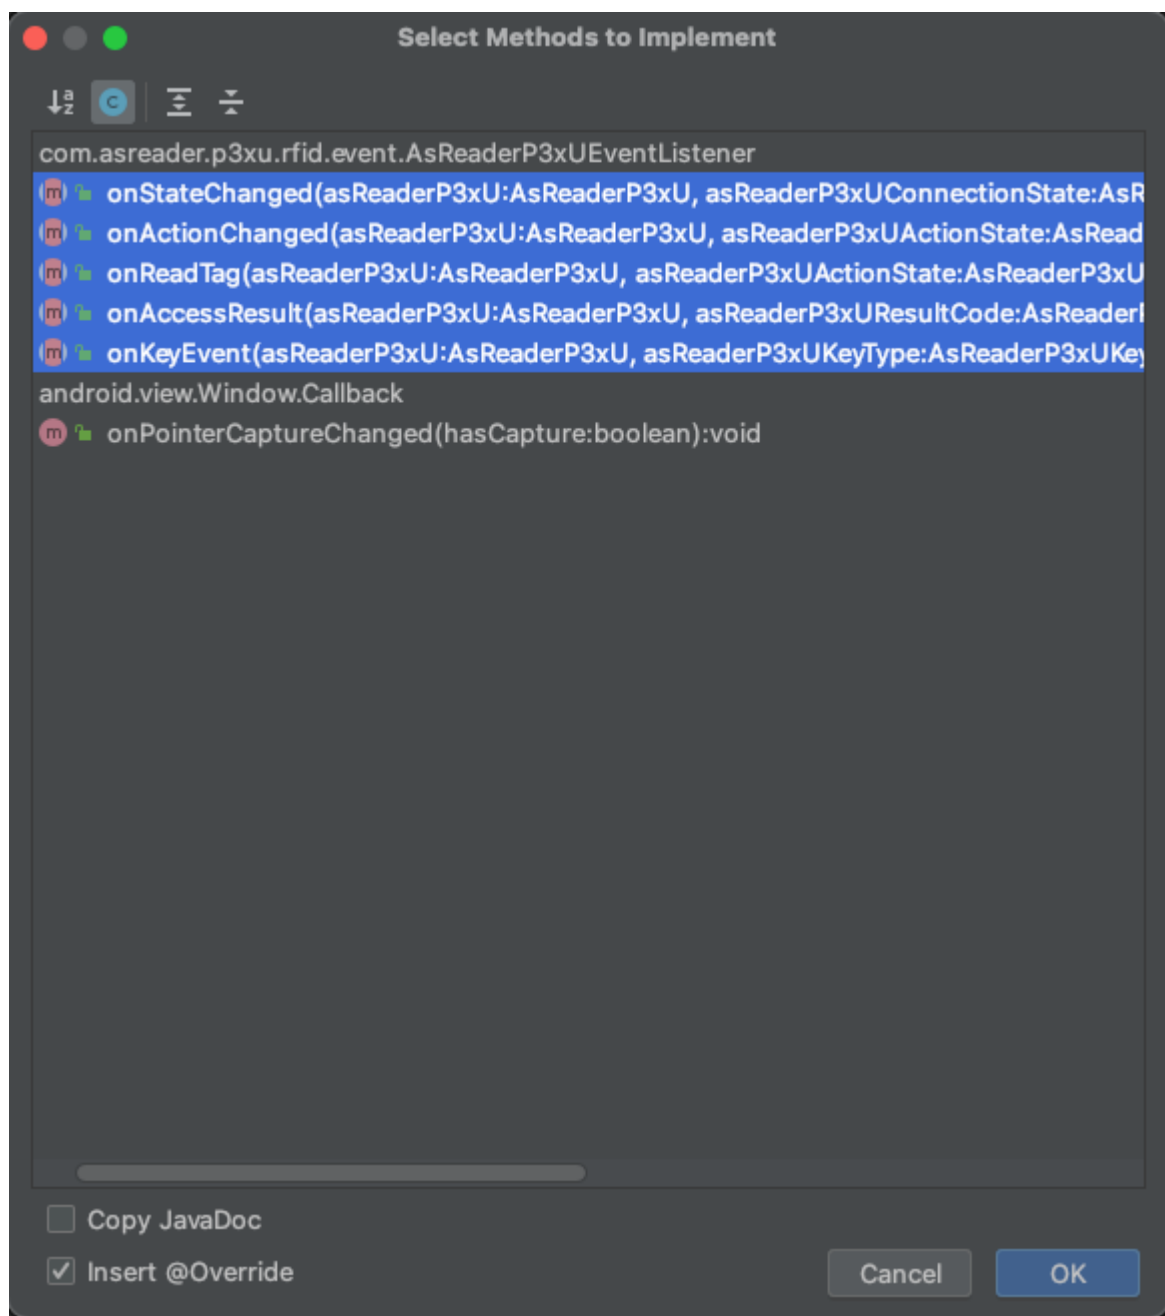 Select Methods to Implement
com.asreader.p3xu.rfid.event.AsReaderP3xUEventListener
onStateChanged(asReaderP3xU:AsReaderP3xU, asReaderP3xUConnectionState:AsR
onActionChanged(asReaderP3xU:AsReaderP3xU, asReaderP3xUActionState:AsRead
onReadTag(asReaderP3xU:AsReaderP3xU, asReaderP3xUActionState:AsReaderP3xU
onAccessResult(asReaderP3xU:AsReaderP3xU, asReaderP3xUResultCode:AsReader
onKeyEvent(asReaderP3xU:AsReaderP3xU, asReaderP3xUKeyType:AsReaderP3xUKey
android.view.Window.Callback
onPointerCaptureChanged(hasCapture:boolean):void
Copy JavaDoc
Insert @Override
Cancel OK